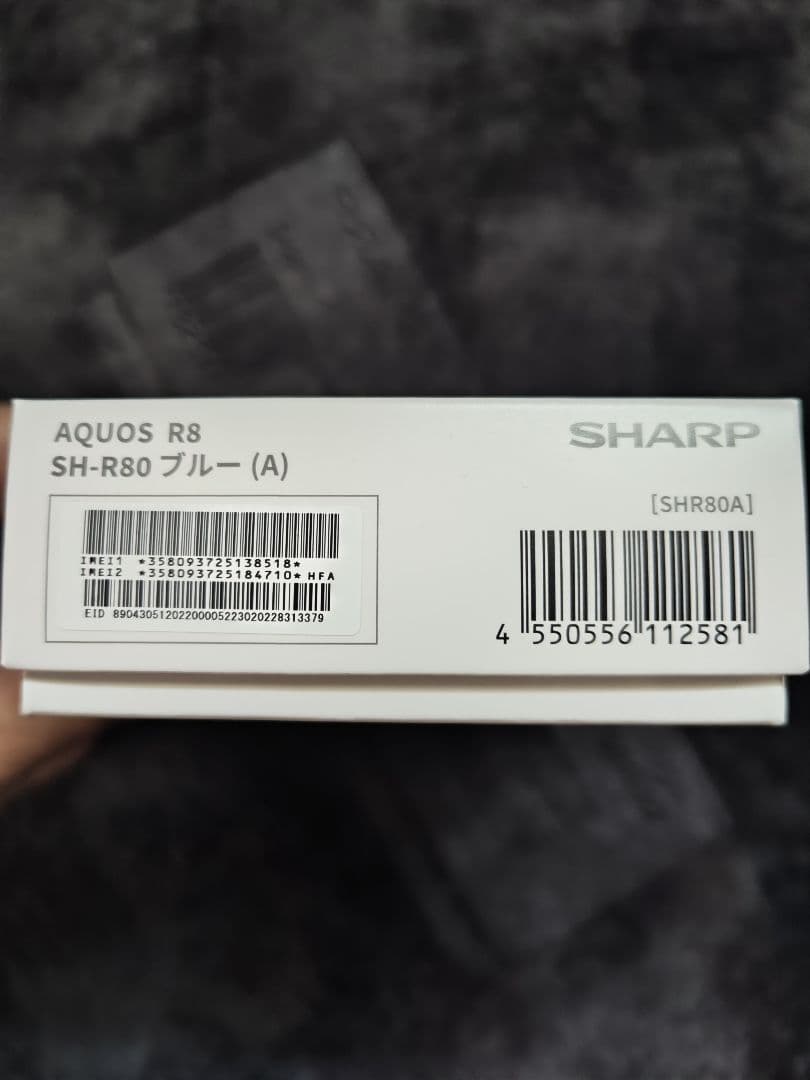 AQUOS R8
SH-R80 ブルー (A)
SHARP
[SHR80A]
IMEI1 *358093725138518*
IMEI2 *358093725184710* HFA
EID 89043051202200005223020228313379
4 550556 112581